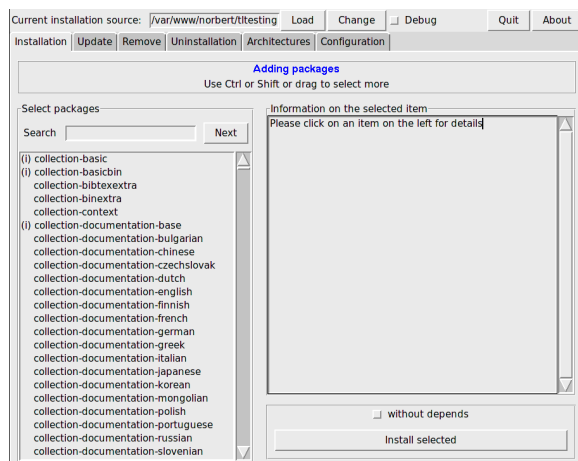 Current installation source: /var/www/norbert/tltesting Load Change Debug Quit About
Installation Update Remove Uninstallation Architectures Configuration
Adding packages
Use Ctrl or Shift or drag to select more
Select packages
Search Next
(i) collection-basic
(i) collection-basicbin
collection-bibtexextra
collection-binextra
collection-context
(i) collection-documentation-base
collection-documentation-bulgarian
collection-documentation-chinese
collection-documentation-czechslovak
collection-documentation-dutch
collection-documentation-english
collection-documentation-finnish
collection-documentation-french
collection-documentation-german
collection-documentation-greek
collection-documentation-italian
collection-documentation-japanese
collection-documentation-korean
collection-documentation-mongolian
collection-documentation-polish
collection-documentation-portuguese
collection-documentation-russian
collection-documentation-slovenian
Information on the selected item
Please click on an item on the left for details
without depends
Install selected